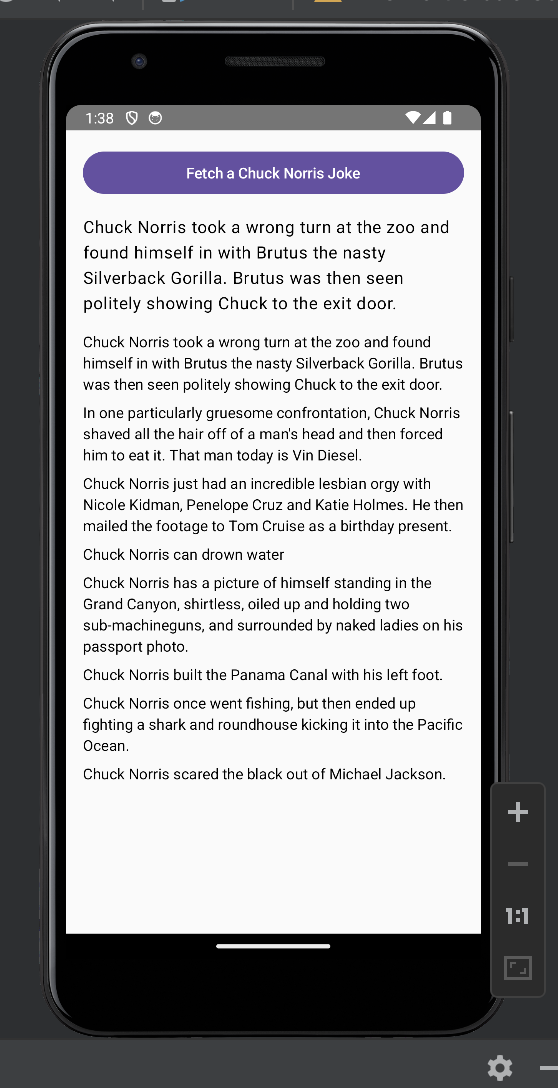 1:38
Fetch a Chuck Norris Joke
Chuck Norris took a wrong turn at the zoo and
found himself in with Brutus the nasty
Silverback Gorilla. Brutus was then seen
politely showing Chuck to the exit door.
Chuck Norris took a wrong turn at the zoo and found
himself in with Brutus the nasty Silverback Gorilla. Brutus
was then seen politely showing Chuck to the exit door.
In one particularly gruesome confrontation, Chuck Norris
shaved all the hair off of a man's head and then forced
him to eat it. That man today is Vin Diesel.
Chuck Norris just had an incredible lesbian orgy with
Nicole Kidman, Penelope Cruz and Katie Holmes. He then
mailed the footage to Tom Cruise as a birthday present.
Chuck Norris can drown water
Chuck Norris has a picture of himself standing in the
Grand Canyon, shirtless, oiled up and holding two
sub-machineguns, and surrounded by naked ladies on his
passport photo.
Chuck Norris built the Panama Canal with his left foot.
Chuck Norris once went fishing, but then ended up
fighting a shark and roundhouse kicking it into the Pacific
Ocean.
Chuck Norris scared the black out of Michael Jackson.
1:1